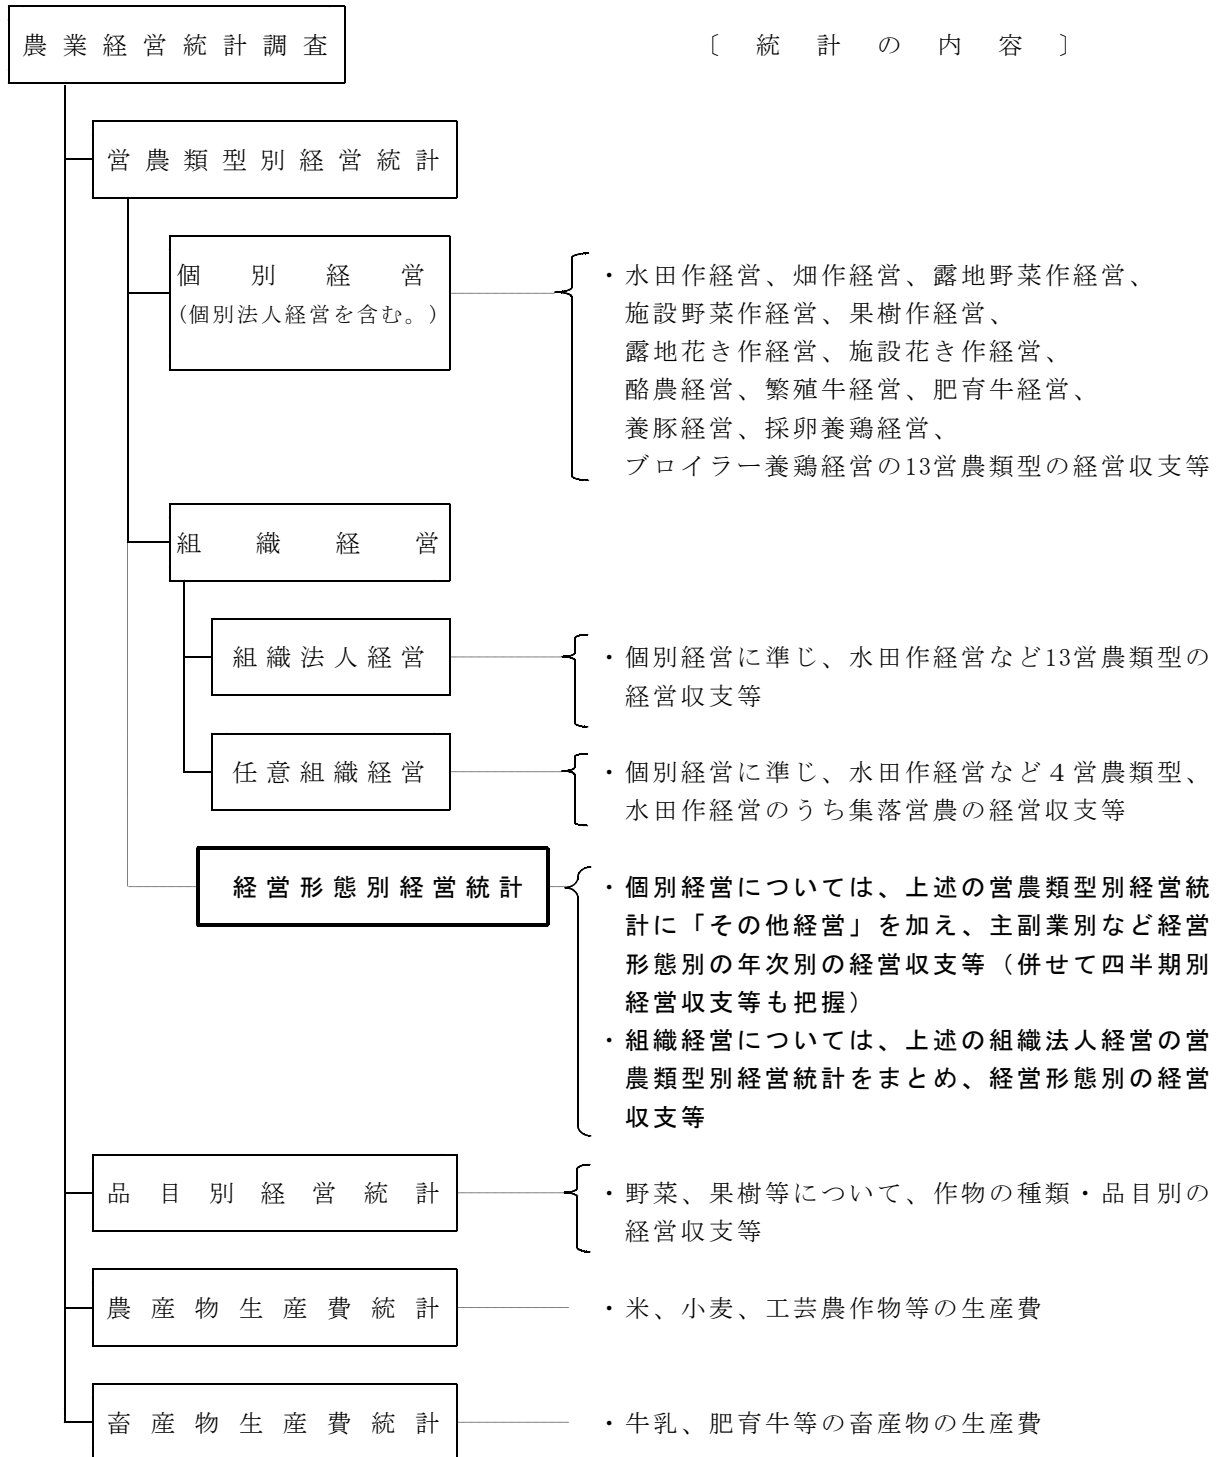 農業経営統計調査
〔統計の内容〕
営農類型別経営統計
個別経営
(個別法人経営を含む。)
・水田作経営、畑作経営、露地野菜作経営、
施設野菜作経営、果樹作経営、
露地花き作経営、施設花き作経営、
酪農経営、繁殖牛経営、肥育牛経営、
養豚経営、採卵養鶏経営、
ブロイラー養鶏経営の13営農類型の経営収支等
組織経営
組織法人経営
・個別経営に準じ、水田作経営など13営農類型の
経営収支等
任意組織経営
・個別経営に準じ、水田作経営など4営農類型、
水田作経営のうち集落営農の経営収支等
経営形態別経営統計
・個別経営については、上述の営農類型別経営統
計に「その他経営」を加え、主副業別など経営
形態別の年次別の経営収支等(併せて四半期別
経営収支等も把握)
・組織経営については、上述の組織法人経営の営
農類型別経営統計をまとめ、経営形態別の経営
収支等
品目別経営統計
・野菜、果樹等について、作物の種類・品目別の
経営収支等
農産物生産費統計
・米、小麦、工芸農作物等の生産費
畜産物生産費統計
・牛乳、肥育牛等の畜産物の生産費